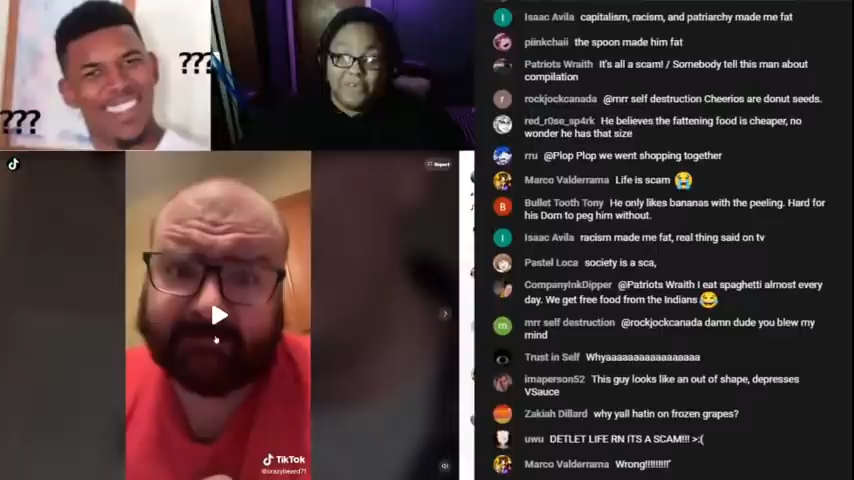 ???
???
Report
TikTok
@crazybeard71
Isaac Avila capitalism, racism, and patriarchy made me fat
piinkchaii the spoon made him fat
Patriots Wraith It's all a scam! / Somebody tell this man about
compilation
rockjockcanada @mrr self destruction Cheerios are donut seeds.
red_r0se_sp4rk He believes the fattening food is cheaper, no
wonder he has that size
rru @Plop Plop we went shopping together
Marco Valderrama Life is scam 😭
B
Bullet Tooth Tony He only likes bananas with the peeling. Hard for
his Dom to peg him without.
I
Isaac Avila racism made me fat, real thing said on tv
Pastel Loca society is a sca,
CompanyInkDipper @Patriots Wraith I eat spaghetti almost every
day. We get free food from the Indians 😂
m
mrr self destruction @rockjockcanada damn dude you blew my
mind
Trust in Self Whyaaaaaaaaaaaaaaaaa
imaperson52 This guy looks like an out of shape, depresses
VSauce
Zakiah Dillard why yall hatin on frozen grapes?
uwu DETLET LIFE RN ITS A SCAM!!! >:(
Marco Valderrama Wrong!!!!!!!!!'